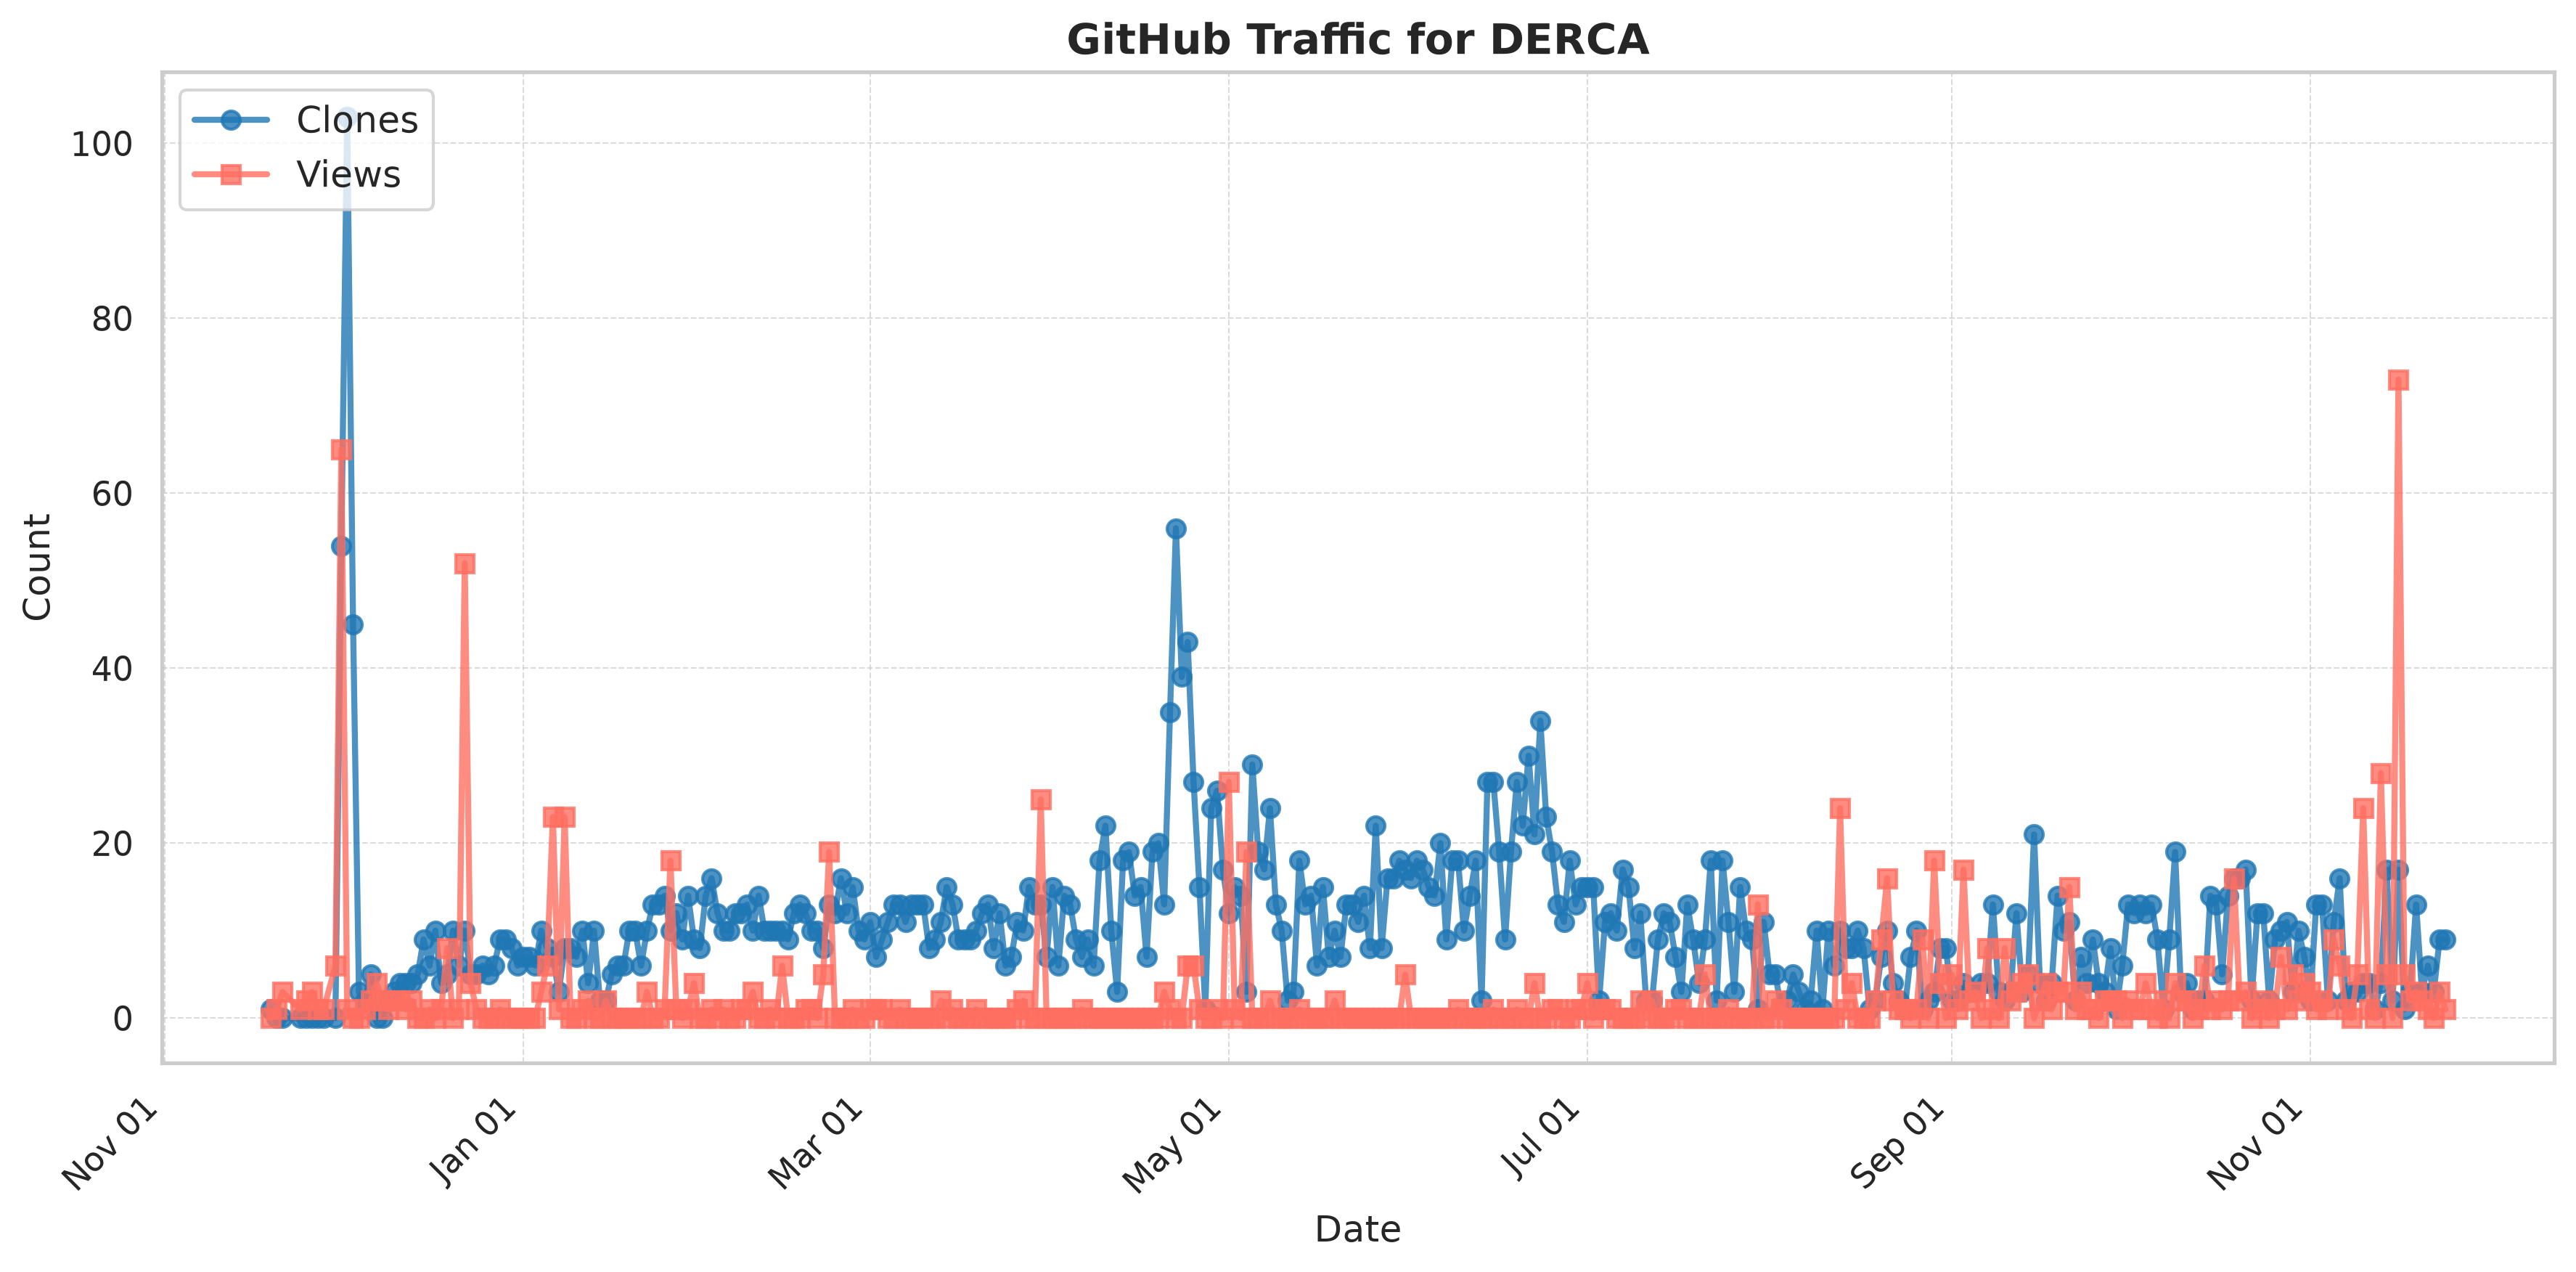 GitHub Traffic for DERCA
Clones
Views
100
80
60
40
20
0
Count
Nov 01
Jan 01
Mar 01
May 01
Jul 01
Sep 01
Nov 01
Date